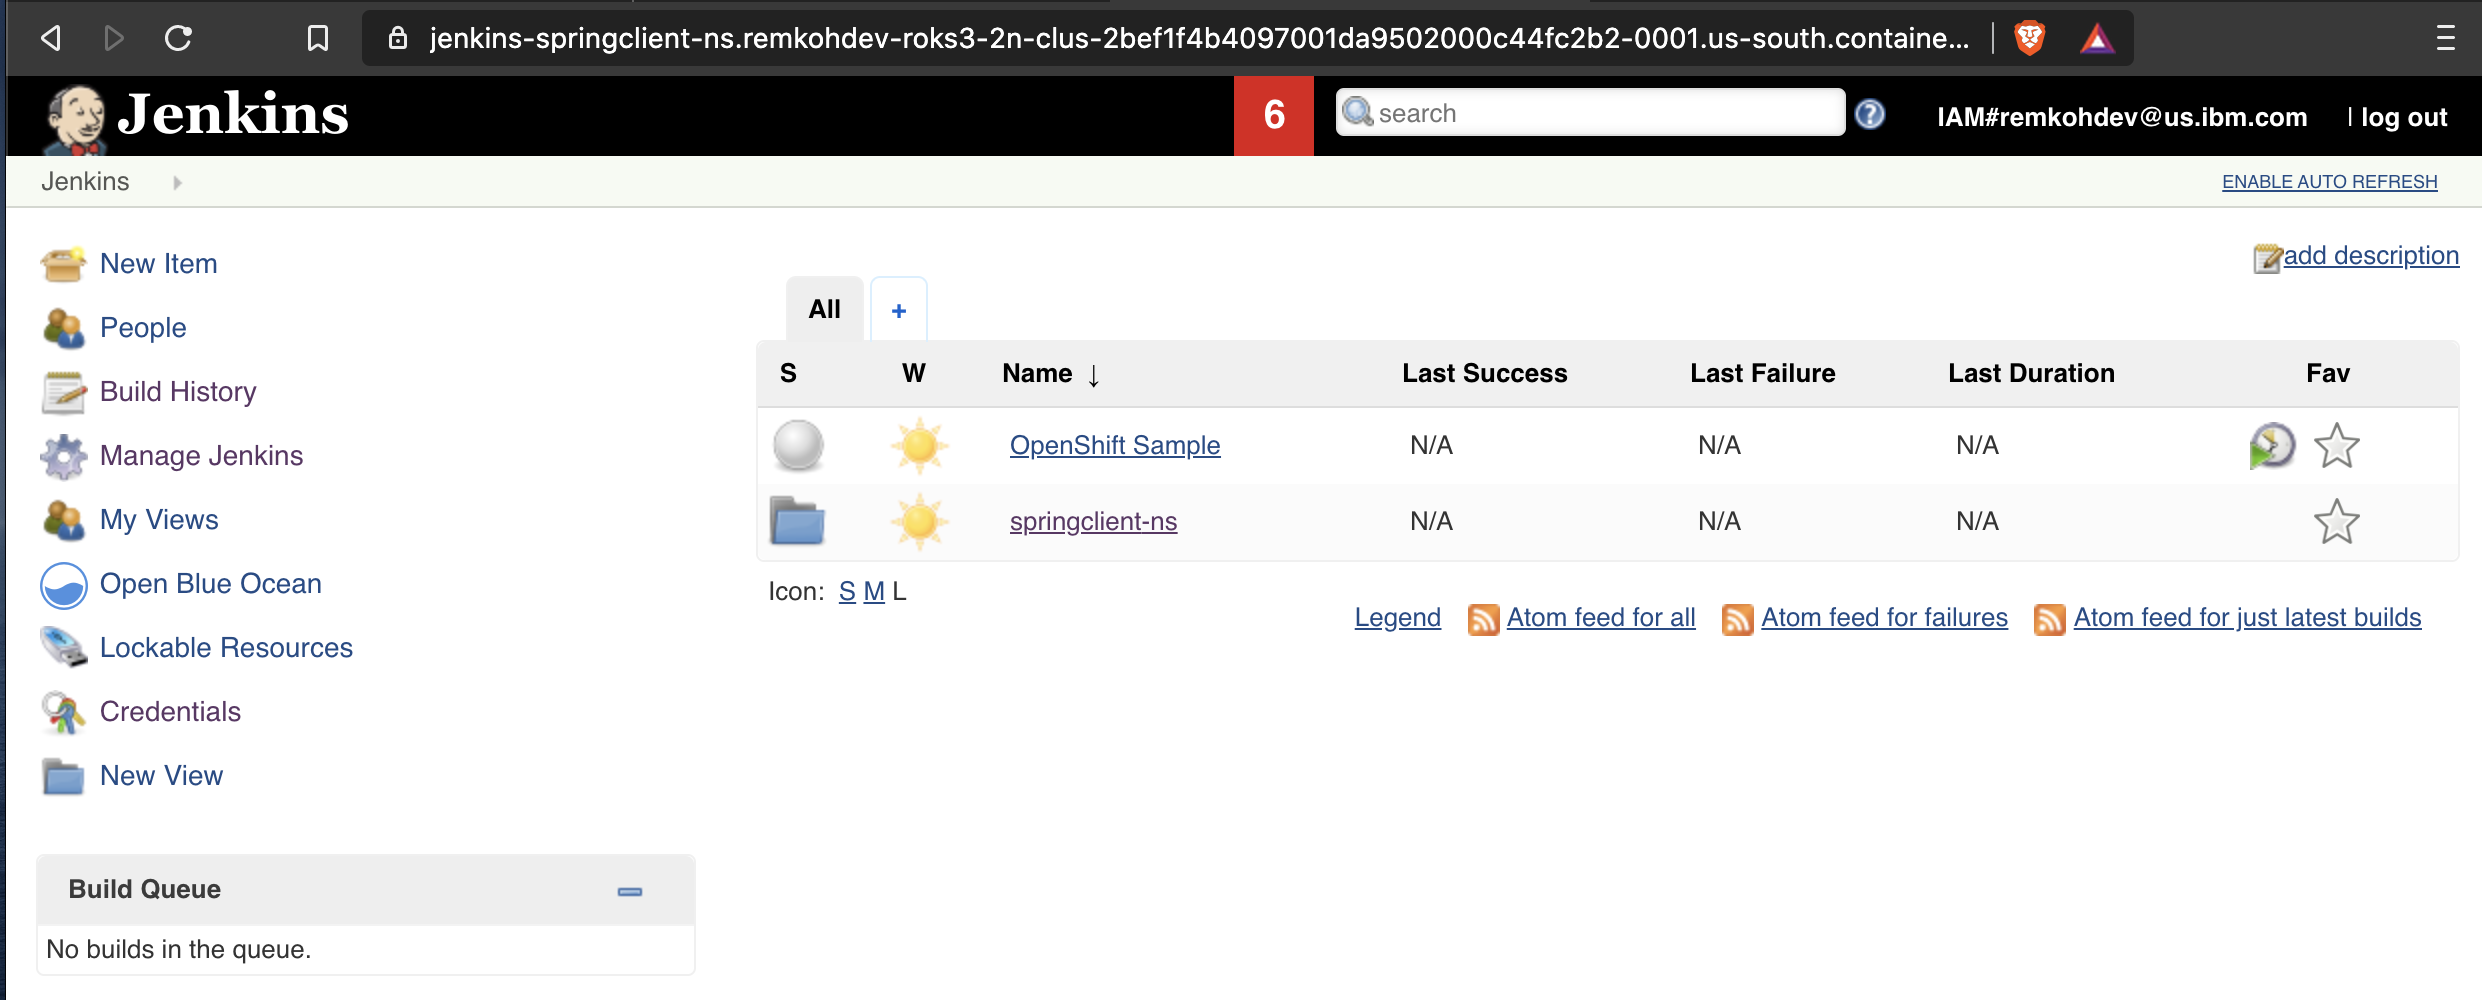 jenkins-springclient-ns.remkohdev-roks3-2n-clus-2bef1f4b4097001da9502000c44fc2b2-0001.us-south.containe...
Jenkins
6
search
IAM#remkohdev@us.ibm.com
| log out
Jenkins
ENABLE AUTO REFRESH
New Item
People
Build History
Manage Jenkins
My Views
Open Blue Ocean
Lockable Resources
Credentials
New View
Build Queue
No builds in the queue.
add description
All +
S W Name ↓ Last Success Last Failure Last Duration Fav
OpenShift Sample N/A N/A N/A
springclient-ns N/A N/A N/A
Icon: S M L
Legend Atom feed for all Atom feed for failures Atom feed for just latest builds